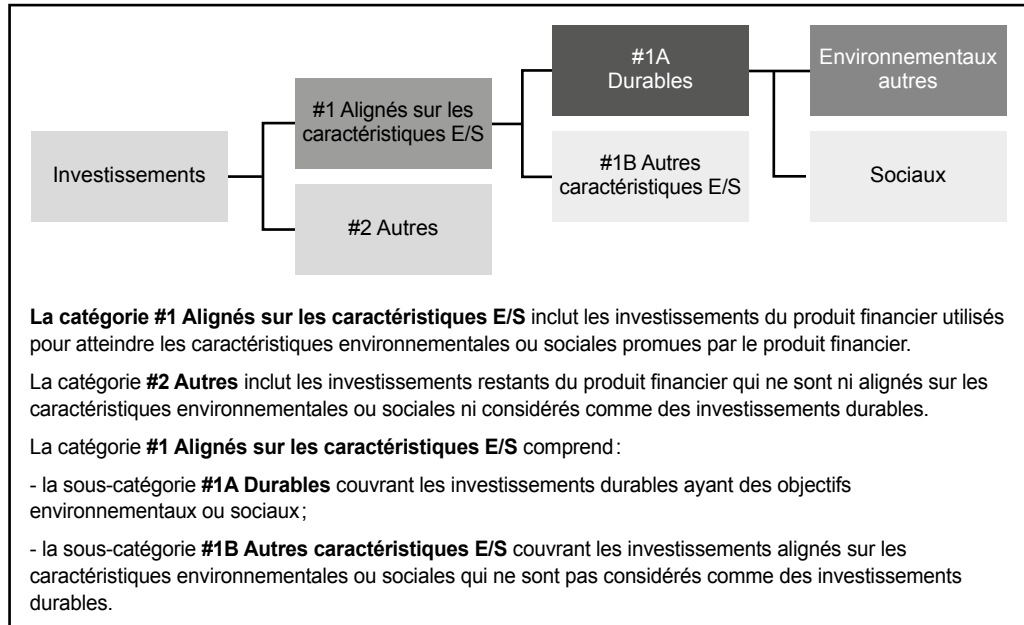 #1A
Durables
Environnementaux
autres
#1 Alignés sur les
caractéristiques E/S
Investissements
#1B Autres
caractéristiques E/S
Sociaux
#2 Autres
La catégorie #1 Alignés sur les caractéristiques E/S inclut les investissements du produit financier utilisés
pour atteindre les caractéristiques environnementales ou sociales promues par le produit financier.
La catégorie #2 Autres inclut les investissements restants du produit financier qui ne sont ni alignés sur les
caractéristiques environnementales ou sociales ni considérés comme des investissements durables.
La catégorie #1 Alignés sur les caractéristiques E/S comprend :
- la sous-catégorie #1A Durables couvrant les investissements durables ayant des objectifs
environnementaux ou sociaux ;
- la sous-catégorie #1B Autres caractéristiques E/S couvrant les investissements alignés sur les
caractéristiques environnementales ou sociales qui ne sont pas considérés comme des investissements
durables.